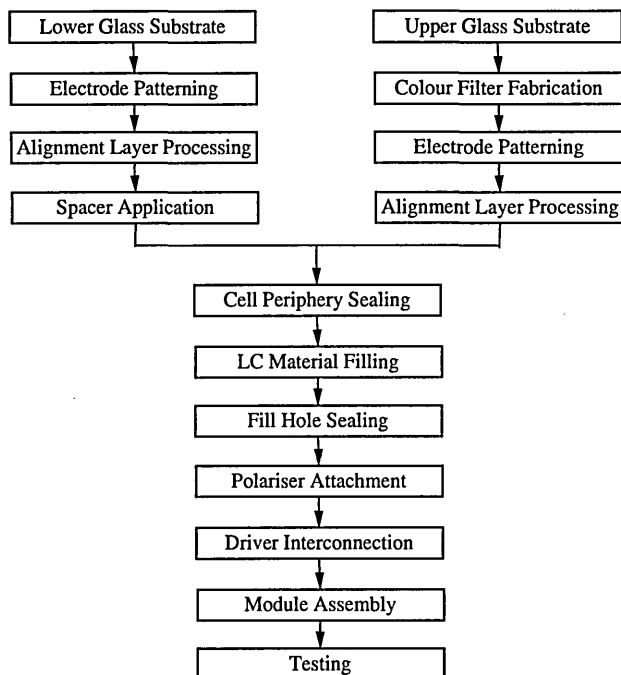 Lower Glass Substrate
Electrode Patterning
Alignment Layer Processing
Spacer Application
Upper Glass Substrate
Colour Filter Fabrication
Electrode Patterning
Alignment Layer Processing
Cell Periphery Sealing
LC Material Filling
Fill Hole Sealing
Polariser Attachment
Driver Interconnection
Module Assembly
Testing